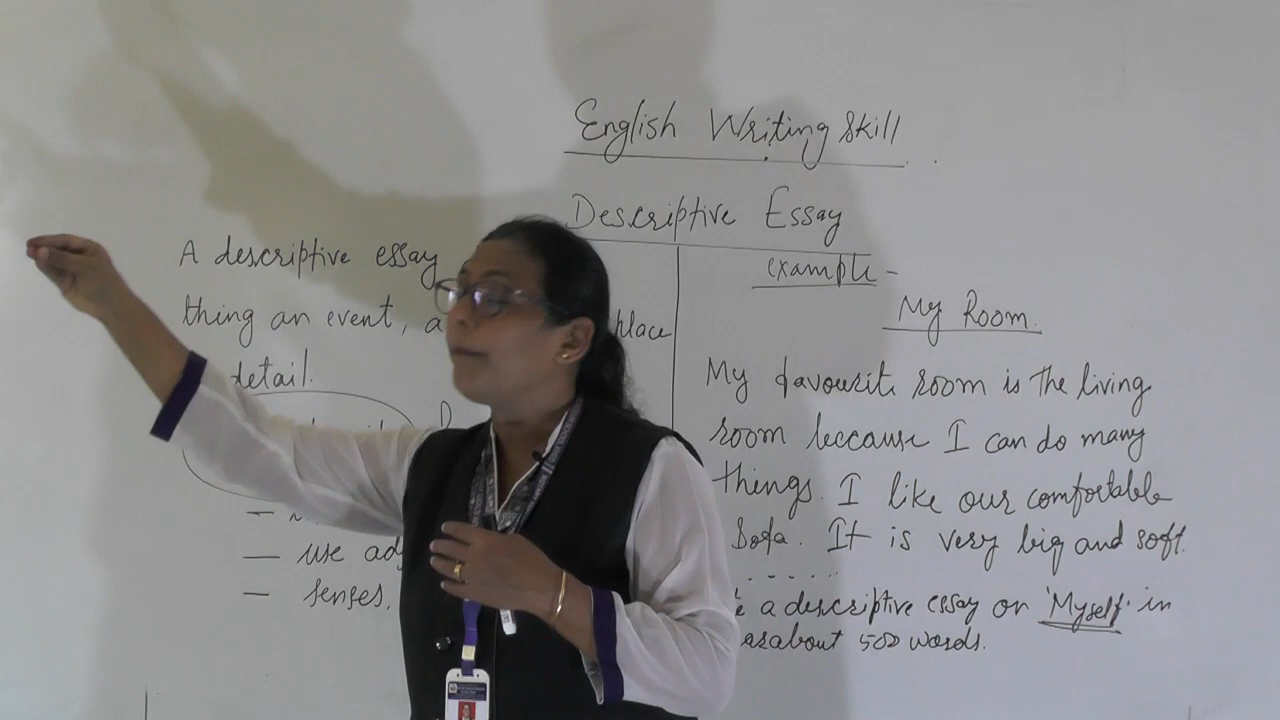 English Writing Skill
Descriptive Essay
A descriptive essay
thing an event, a place
detail.
— use adj
— senses.
example -
My Room.
My favourite room is the living
room beccause I can do many
things. I like our comfortable
Sofa. It is very big and soft.
a descriptive essay on 'Myself' in
about 500 words.